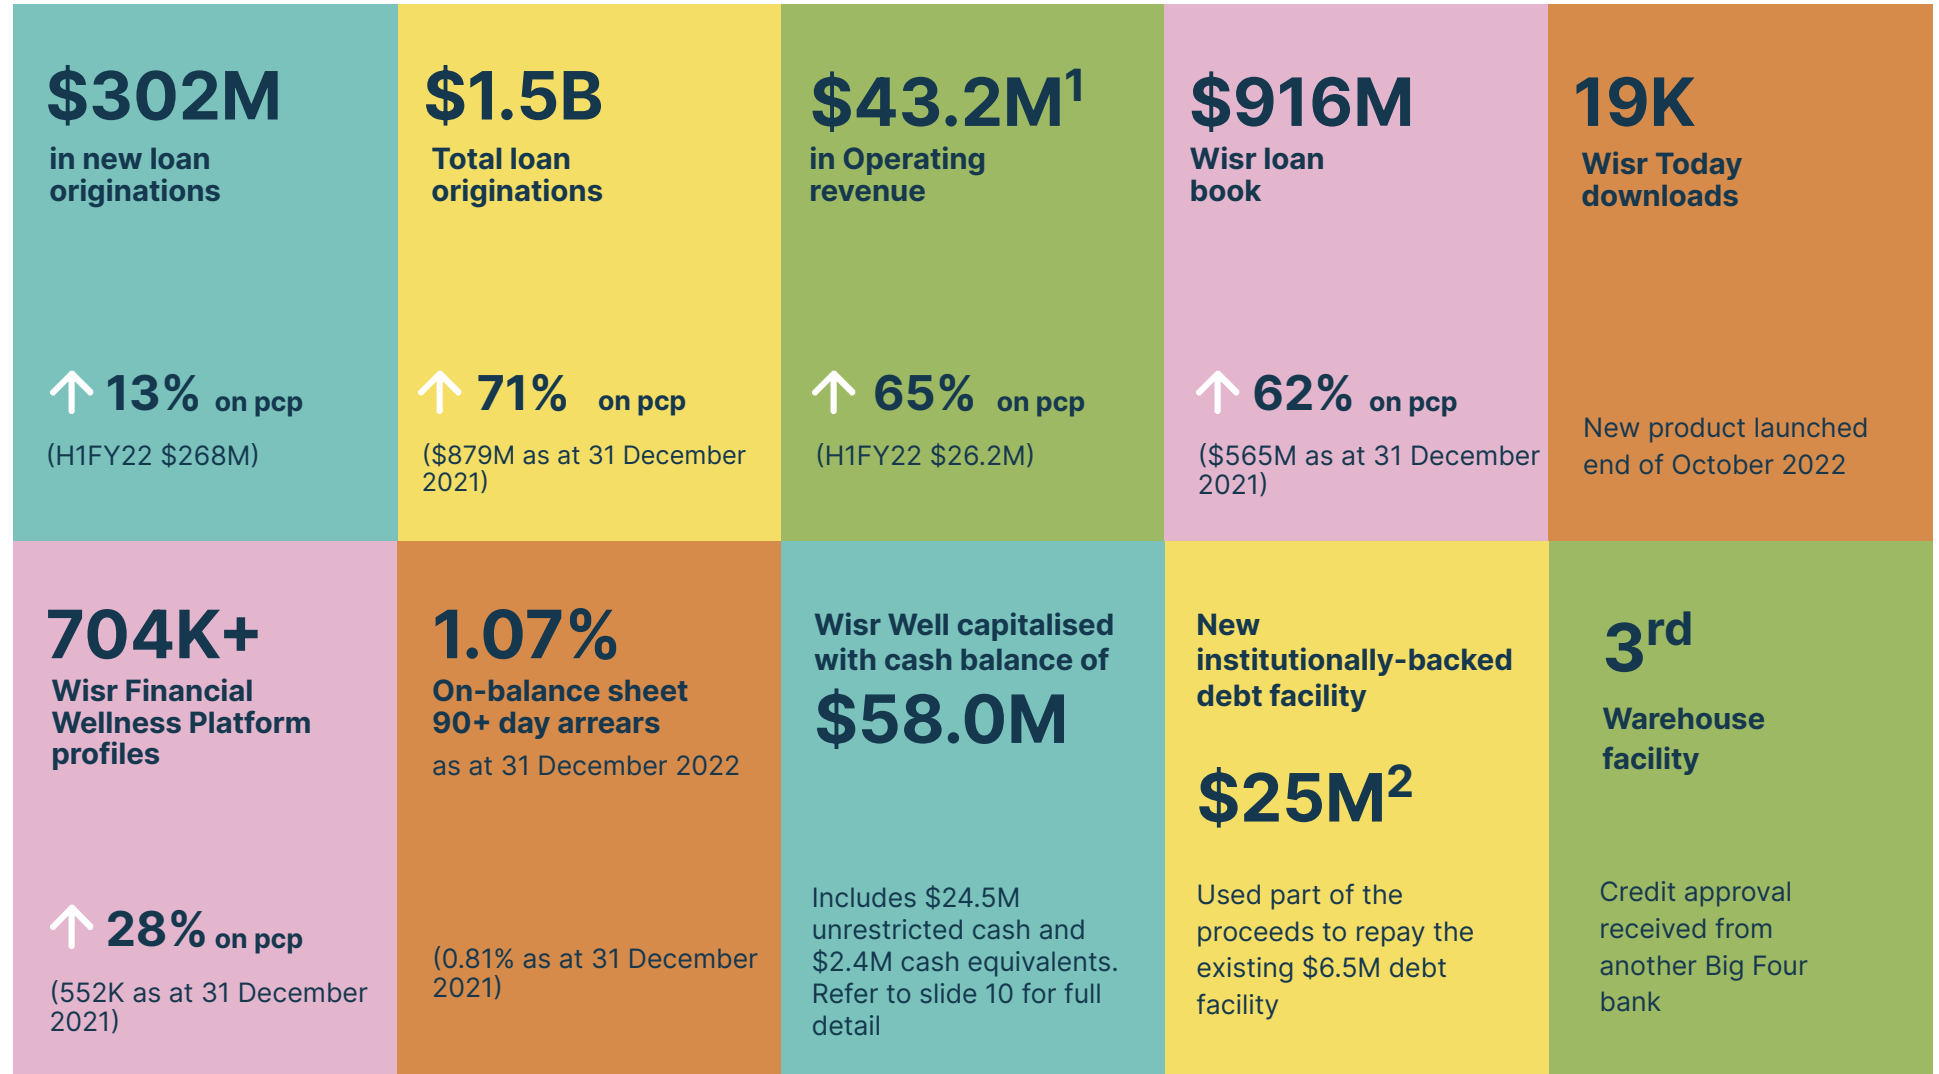 $302M
in new loan
originations
↑ 13% on pcp
(H1FY22 $268M)
$1.5B
Total loan
originations
↑ 71% on pcp
($879M as at 31 December
2021)
$43.2M¹
in Operating
revenue
↑ 65% on pcp
(H1FY22 $26.2M)
$916M
Wisr loan
book
↑ 62% on pcp
($565M as at 31 December
2021)
19K
Wisr Today
downloads
New product launched
end of October 2022
704K+
Wisr Financial
Wellness Platform
profiles
↑ 28% on pcp
(552K as at 31 December
2021)
1.07%
On-balance sheet
90+ day arrears
as at 31 December 2022
(0.81% as at 31 December
2021)
Wisr Well capitalised
with cash balance of
$58.0M
Includes $24.5M
unrestricted cash and
$2.4M cash equivalents.
Refer to slide 10 for full
detail
New
institutionally-backed
debt facility
$25M²
Used part of the
proceeds to repay the
existing $6.5M debt
facility
3rd
Warehouse
facility
Credit approval
received from
another Big Four
bank